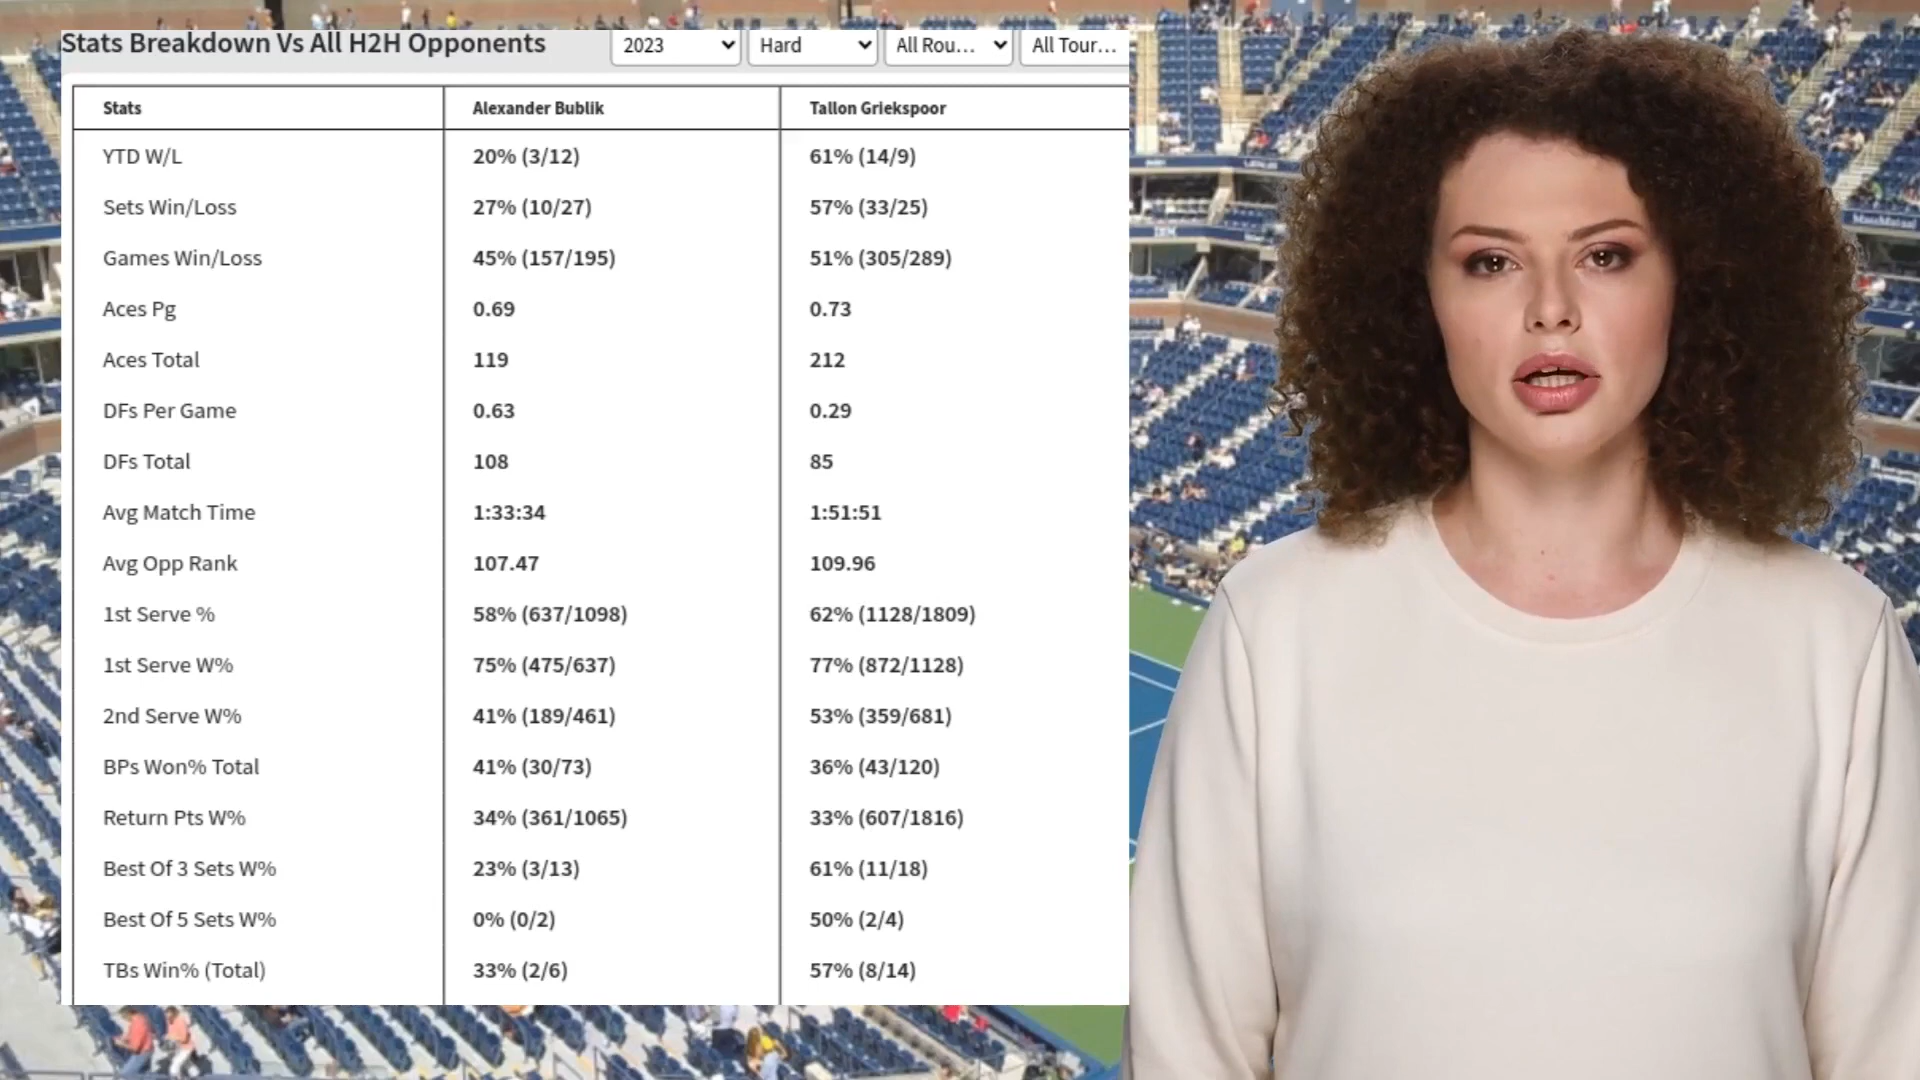 Stats Breakdown Vs All H2H Opponents 2023 Hard All Rou... All Tour...
Stats Alexander Bublik Tallon Griekspoor
YTD W/L 20% (3/12) 61% (14/9)
Sets Win/Loss 27% (10/27) 57% (33/25)
Games Win/Loss 45% (157/195) 51% (305/289)
Aces Pg 0.69 0.73
Aces Total 119 212
DFs Per Game 0.63 0.29
DFs Total 108 85
Avg Match Time 1:33:34 1:51:51
Avg Opp Rank 107.47 109.96
1st Serve % 58% (637/1098) 62% (1128/1809)
1st Serve W% 75% (475/637) 77% (872/1128)
2nd Serve W% 41% (189/461) 53% (359/681)
BPs Won% Total 41% (30/73) 36% (43/120)
Return Pts W% 34% (361/1065) 33% (607/1816)
Best Of 3 Sets W% 23% (3/13) 61% (11/18)
Best Of 5 Sets W% 0% (0/2) 50% (2/4)
TBs Win% (Total) 33% (2/6) 57% (8/14)
IBM